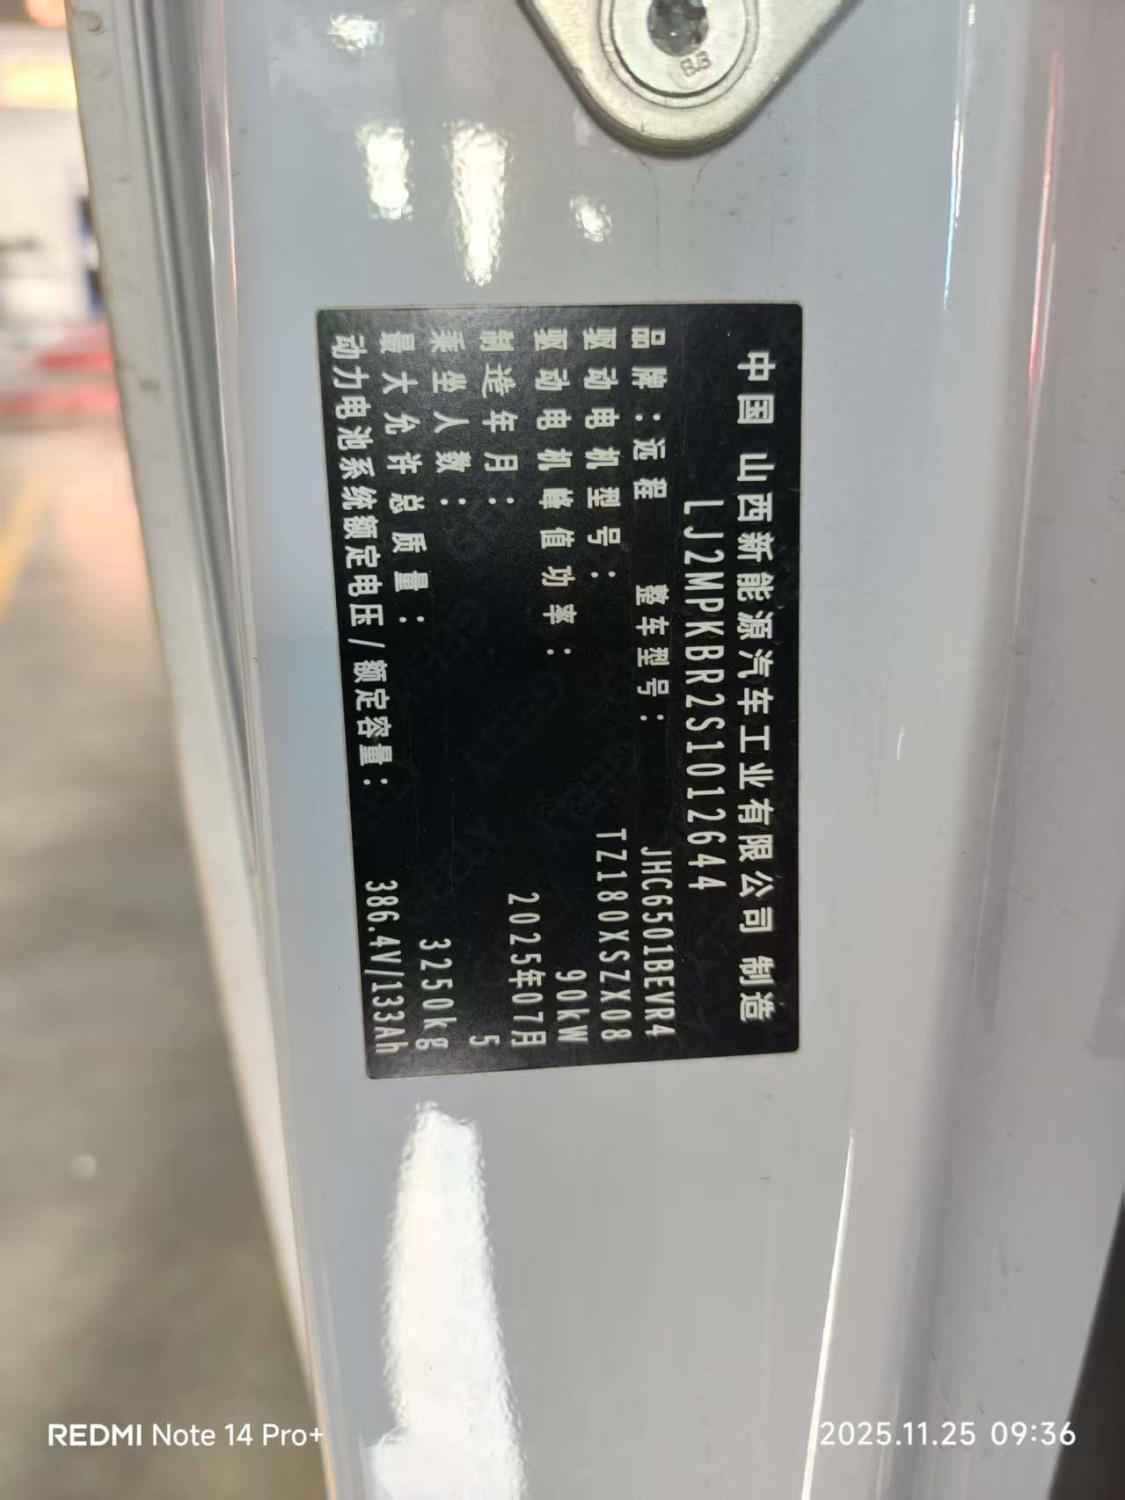 中国 山西新能源汽车工业有限公司 制造
LJ2MPKBR2S1012644
品牌：远程 整车型号： JHC6501BEVR4
驱动电机型号： TZ180XSZX08
驱动电机峰值功率： 90kW
制造年月： 2025年07月
乘坐人数： 5
最大允许总质量： 3250kg
动力电池系统额定电压/额定容量： 386.4V/133Ah
REDMI Note 14 Pro+
2025.11.25 09:36